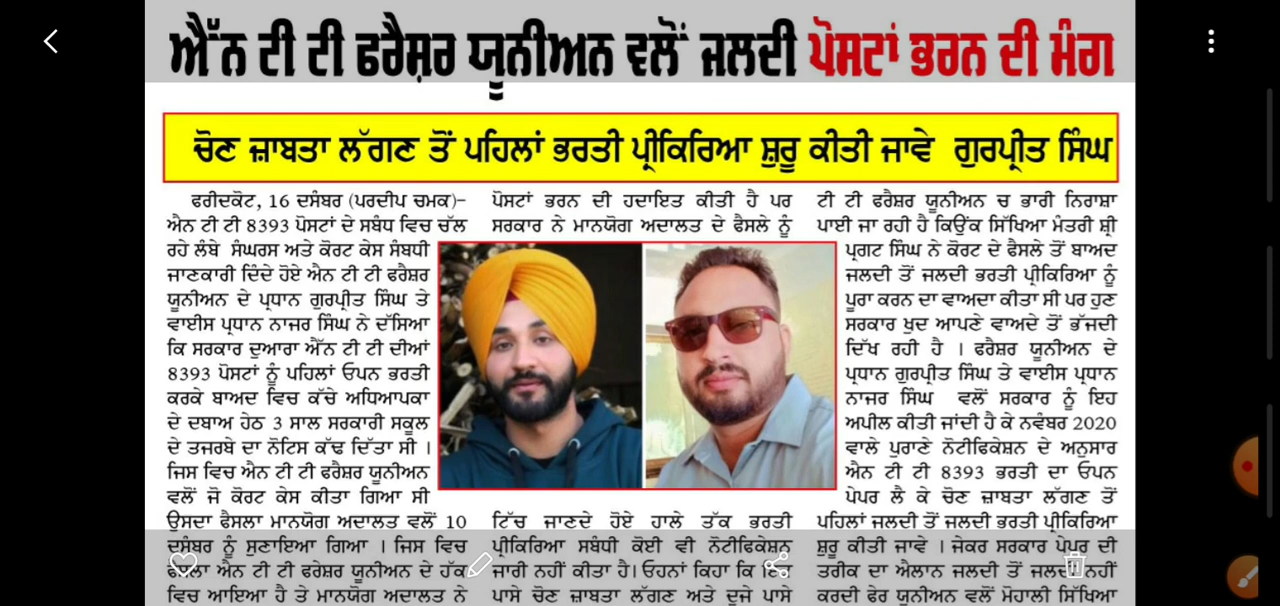 ਐੱਨ ਟੀ ਟੀ ਫਰੈਸ਼ਰ ਯੂਨੀਅਨ ਵਲੋਂ ਜਲਦੀ ਪੋਸਟਾਂ ਭਰਨ ਦੀ ਮੰਗ
ਚੋਣ ਜ਼ਾਬਤਾ ਲੱਗਣ ਤੋਂ ਪਹਿਲਾਂ ਭਰਤੀ ਪ੍ਰੀਕਿਰਿਆ ਸ਼ੁਰੂ ਕੀਤੀ ਜਾਵੇ ਗੁਰਪ੍ਰੀਤ ਸਿੰਘ
ਫਰੀਦਕੋਟ, 16 ਦਸੰਬਰ (ਪਰਦੀਪ ਚਮਕ)-
ਐਨ ਟੀ ਟੀ 8393 ਪੋਸਟਾਂ ਦੇ ਸਬੰਧ ਵਿਚ ਚੱਲ
ਰਹੇ ਲੰਬੇ ਸੰਘਰਸ ਅਤੇ ਕੋਰਟ ਕੇਸ ਸੰਬਧੀ
ਜਾਣਕਾਰੀ ਦਿੰਦੇ ਹੋਏ ਐਨ ਟੀ ਟੀ ਫਰੈਸ਼ਰ
ਯੂਨੀਅਨ ਦੇ ਪ੍ਰਧਾਨ ਗੁਰਪ੍ਰੀਤ ਸਿੰਘ ਤੇ
ਵਾਈਸ ਪ੍ਰਧਾਨ ਨਾਜਰ ਸਿੰਘ ਨੇ ਦੱਸਿਆ
ਕਿ ਸਰਕਾਰ ਦੁਆਰਾ ਐੱਨ ਟੀ ਟੀ ਦੀਆਂ
8393 ਪੋਸਟਾਂ ਨੂੰ ਪਹਿਲਾਂ ਓਪਨ ਭਰਤੀ
ਕਰਕੇ ਬਾਅਦ ਵਿਚ ਕੱਚੇ ਅਧਿਆਪਕਾ
ਦੇ ਦਬਾਅ ਹੇਠ 3 ਸਾਲ ਸਰਕਾਰੀ ਸਕੂਲ
ਦੇ ਤਜਰਬੇ ਦਾ ਨੋਟਿਸ ਕੱਢ ਦਿੱਤਾ ਸੀ ।
ਜਿਸ ਵਿਚ ਐਨ ਟੀ ਟੀ ਫਰੈਸ਼ਰ ਯੂਨੀਅਨ
ਵਲੋਂ ਜੋ ਕੋਰਟ ਕੇਸ ਕੀਤਾ ਗਿਆ ਸੀ
ਉਸਦਾ ਫੈਸਲਾ ਮਾਨਯੋਗ ਅਦਾਲਤ ਵਲੋਂ 10
ਦਸੰਬਰ ਨੂੰ ਸੁਣਾਇਆ ਗਿਆ । ਜਿਸ ਵਿਚ
ਫੈਸਲਾ ਐਨ ਟੀ ਟੀ ਫਰੇਸ਼ਰ ਯੂਨੀਅਨ ਦੇ ਹੱਕ
ਵਿਚ ਆਇਆ ਹੈ ਤੇ ਮਾਨਯੋਗ ਅਦਾਲਤ ਨੇ
ਪੋਸਟਾਂ ਭਰਨ ਦੀ ਹਦਾਇਤ ਕੀਤੀ ਹੈ ਪਰ
ਸਰਕਾਰ ਨੇ ਮਾਨਯੋਗ ਅਦਾਲਤ ਦੇ ਫੈਸਲੇ ਨੂੰ
ਟਿੱਚ ਜਾਣਦੇ ਹੋਏ ਹਾਲੇ ਤੱਕ ਭਰਤੀ
ਪ੍ਰੀਕਿਰਿਆ ਸਬੰਧੀ ਕੋਈ ਵੀ ਨੋਟੀਫਿਕੇਸ਼ਨ
ਜਾਰੀ ਨਹੀਂ ਕੀਤਾ ਹੈ। ਓਹਨਾਂ ਕਿਹਾ ਕਿ
ਪਾਸੇ ਚੋਣ ਜ਼ਾਬਤਾ ਲੱਗਣ ਅਤੇ ਦੂਜੇ ਪਾਸੇ
ਟੀ ਟੀ ਫਰੈਸ਼ਰ ਯੂਨੀਅਨ ਚ ਭਾਰੀ ਨਿਰਾਸ਼ਾ
ਪਾਈ ਜਾ ਰਹੀ ਹੈ ਕਿਉਂਕ ਸਿੱਖਿਆ ਮੰਤਰੀ ਸ਼੍ਰੀ
ਪ੍ਰਗਟ ਸਿੰਘ ਨੇ ਕੋਰਟ ਦੇ ਫੈਸਲੇ ਤੋਂ ਬਾਅਦ
ਜਲਦੀ ਤੋਂ ਜਲਦੀ ਭਰਤੀ ਪ੍ਰੀਕਿਰਿਆ ਨੂੰ
ਪੂਰਾ ਕਰਨ ਦਾ ਵਾਅਦਾ ਕੀਤਾ ਸੀ ਪਰ ਹੁਣ
ਸਰਕਾਰ ਖੁਦ ਆਪਣੇ ਵਾਅਦੇ ਤੋਂ ਭੱਜਦੀ
ਦਿੱਖ ਰਹੀ ਹੈ । ਫਰੈਸ਼ਰ ਯੂਨੀਅਨ ਦੇ
ਪ੍ਰਧਾਨ ਗੁਰਪ੍ਰੀਤ ਸਿੰਘ ਤੇ ਵਾਈਸ ਪ੍ਰਧਾਨ
ਨਾਜਰ ਸਿੰਘ ਵਲੋਂ ਸਰਕਾਰ ਨੂੰ ਇਹ
ਅਪੀਲ ਕੀਤੀ ਜਾਂਦੀ ਹੈ ਕੇ ਨਵੰਬਰ 2020
ਵਾਲੇ ਪੁਰਾਣੇ ਨੋਟੀਫਿਕੇਸ਼ਨ ਦੇ ਅਨੁਸਾਰ
ਐਨ ਟੀ ਟੀ 8393 ਭਰਤੀ ਦਾ ਓਪਨ
ਪੇਪਰ ਲੈ ਕੇ ਚੋਣ ਜ਼ਾਬਤਾ ਲੱਗਣ ਤੋਂ
ਪਹਿਲਾਂ ਜਲਦੀ ਤੋਂ ਜਲਦੀ ਭਰਤੀ ਪ੍ਰੀਕਿਰਿਆ
ਸ਼ੁਰੂ ਕੀਤੀ ਜਾਵੇ । ਜੇਕਰ ਸਰਕਾਰ ਪੇਪਰ ਦੀ
ਤਰੀਕ ਦਾ ਐਲਾਨ ਜਲਦੀ ਤੋਂ ਜਲਦੀ ਨਹੀਂ
ਕਰਦੀ ਫੇਰ ਯੂਨੀਅਨ ਵਲੋਂ ਮੋਹਾਲੀ ਸਿੱਖਿਆ